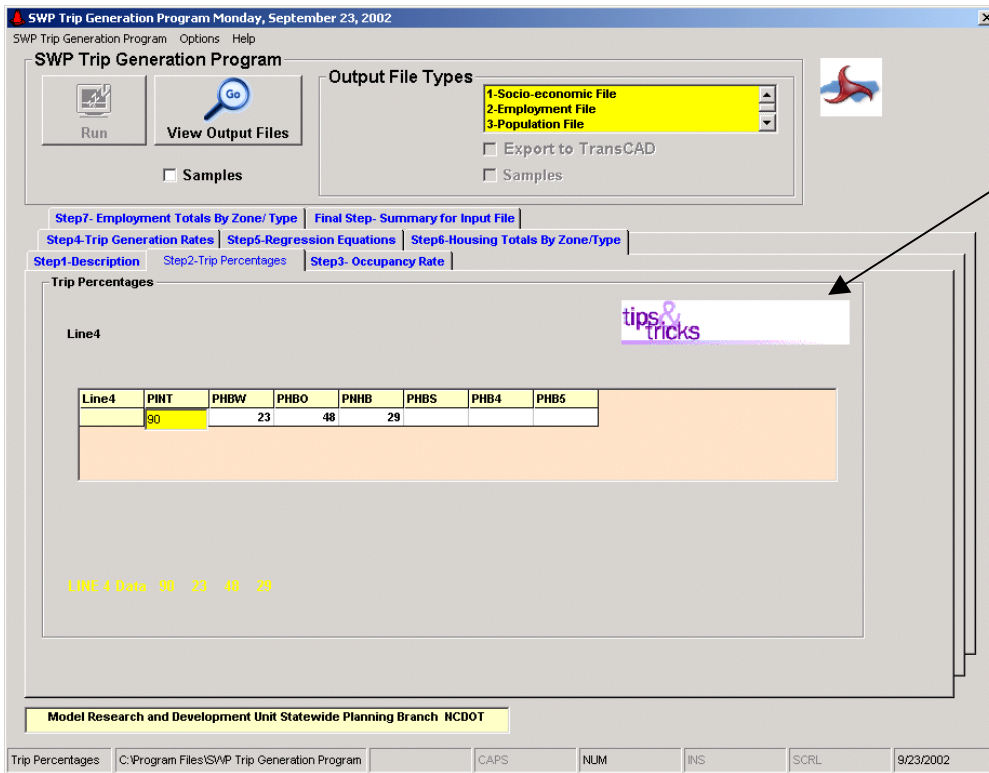 SWP Trip Generation Program Monday, September 23, 2002
SWP Trip Generation Program Options Help
SWP Trip Generation Program
Run
Go
View Output Files
Samples
Output File Types
1-Socio-economic File
2-Employment File
3-Population File
Export to TransCAD
Samples
Step7- Employment Totals By Zone/ Type Final Step- Summary for Input File
Step4-Trip Generation Rates Step5-Regression Equations Step6-Housing Totals By Zone/Type
Step1-Description Step2-Trip Percentages Step3- Occupancy Rate
Trip Percentages
tips &
tricks
Line4
Line4 PINT PHBW PHBO PNHB PHBS PHB4 PHB5
90 23 48 29
LINE 4 Data 90 23 48 29
Model Research and Development Unit Statewide Planning Branch NCDOT
Trip Percentages C:\Program Files\SWP Trip Generation Program CAPS NUM INS SCRL 9/23/2002